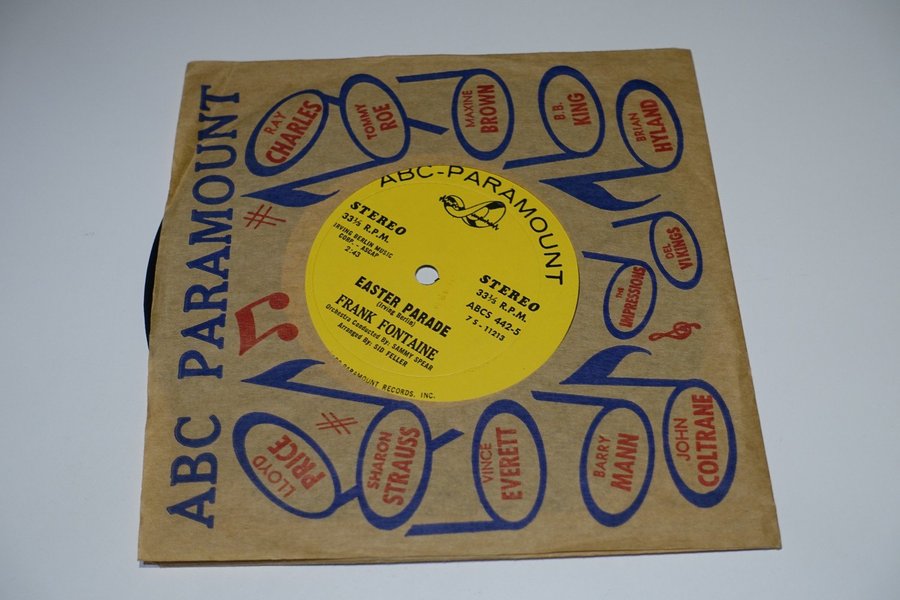 ABC PARAMOUNT
RAY
CHARLES
TOMMY
ROE
MAXINE
BROWN
B.B.
KING
BRIAN
HYLAND
DEL
VIKINGS
THE
IMPRESSIONS
LLOYD
PRICE
SHARON
STRAUSS
VINCE
EVERETT
BARRY
MANN
JOHN
COLTRANE
ABC-PARAMOUNT
STEREO
33⅓ R.P.M.
IRVING BERLIN MUSIC
CORP. - ASCAP
2:43
STEREO
33⅓ R.P.M.
ABCS 442-5
7 S - 11213
EASTER PARADE
(Irving Berlin)
FRANK FONTAINE
Orchestra Conducted By: SAMMY SPEAR
Arranged By: SID FELLER
PARAMOUNT RECORDS, INC.